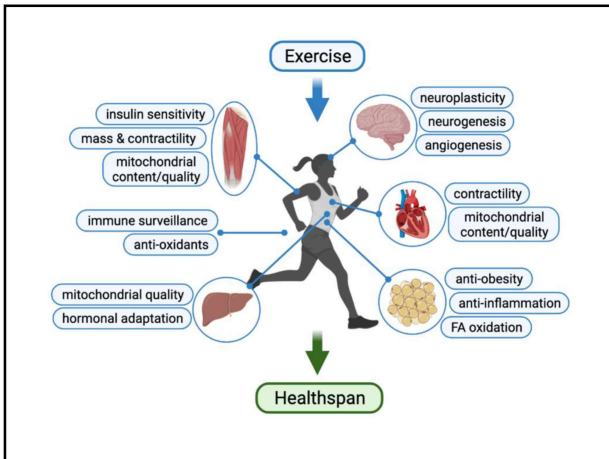 Exercise
insulin sensitivity
mass & contractility
mitochondrial
content/quality
neuroplasticity
neurogenesis
angiogenesis
immune surveillance
anti-oxidants
contractility
mitochondrial
content/quality
mitochondrial quality
hormonal adaptation
anti-obesity
anti-inflammation
FA oxidation
Healthspan